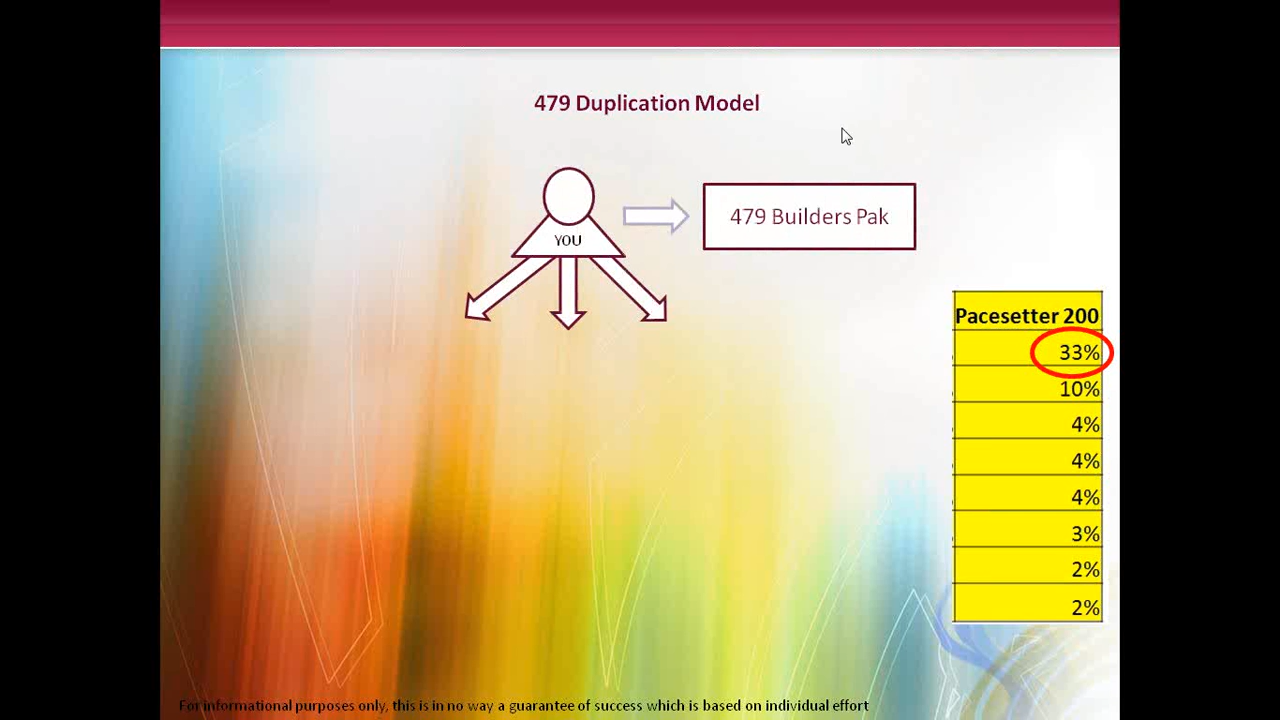 479 Duplication Model
YOU
479 Builders Pak
Pacesetter 200
33%
10%
4%
4%
4%
3%
2%
2%
For informational purposes only, this is in no way a guarantee of success which is based on individual effort